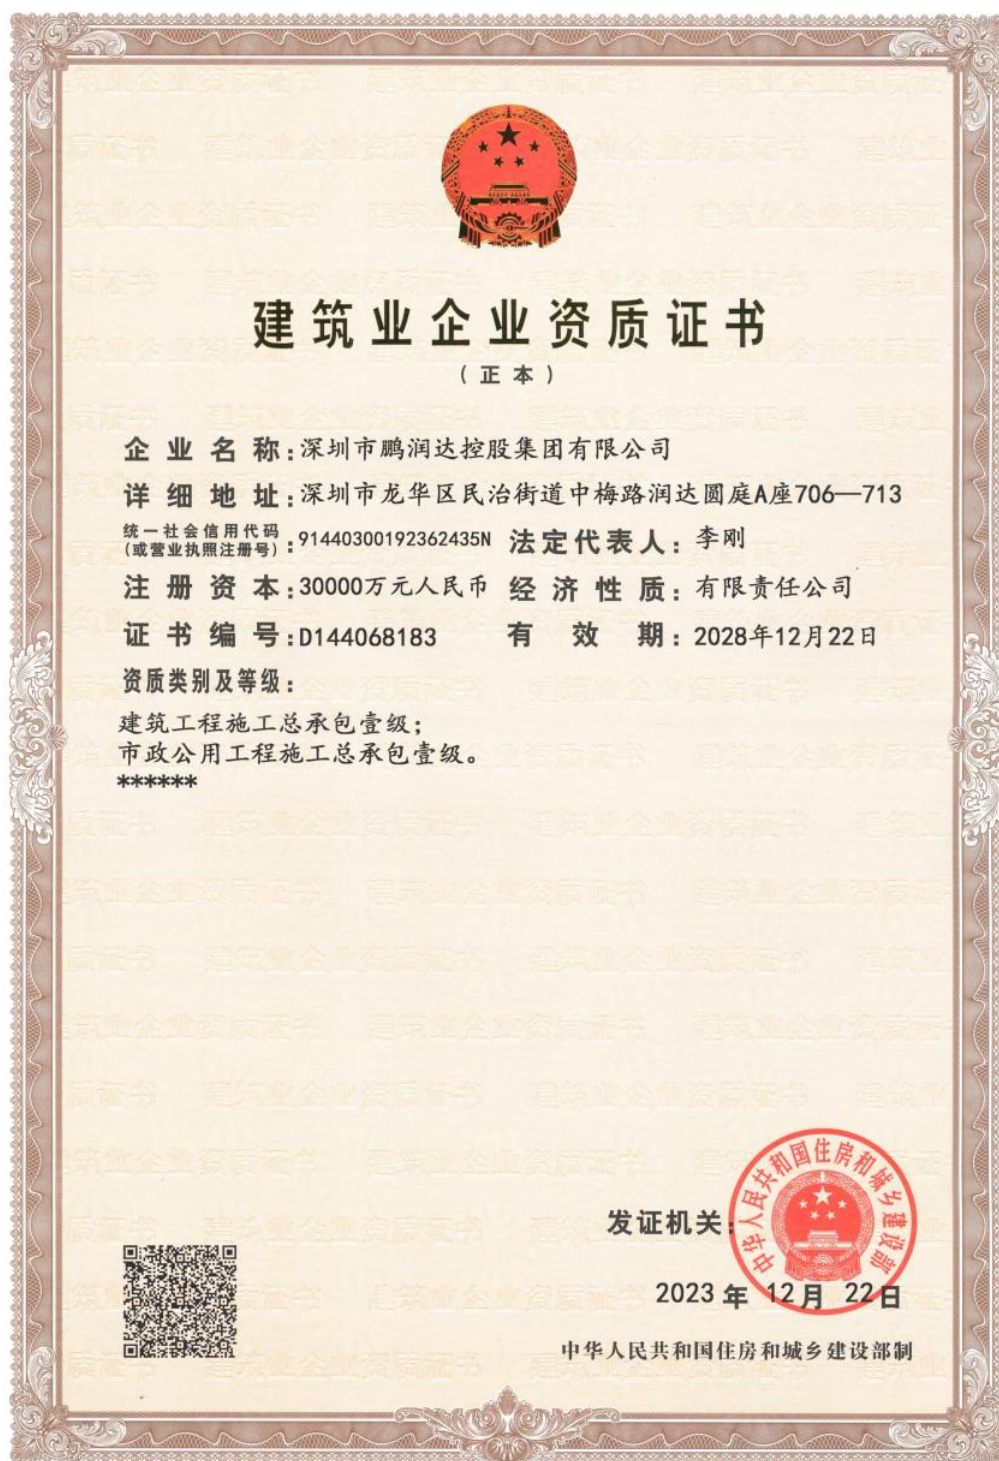 建筑业企业资质证书
（正本）
企业名称：深圳市鹏润达控股集团有限公司
详细地址：深圳市龙华区民治街道中梅路润达圆庭A座706—713
统一社会信用代码
（或营业执照注册号）：91440300192362435N 法定代表人：李刚
注册资本：30000万元人民币 经济性质：有限责任公司
证书编号：D144068183 有效期：2028年12月22日
资质类别及等级：
建筑工程施工总承包壹级；
市政公用工程施工总承包壹级。
******
发证机关：
中华人民共和国住房和城乡建设部
2023年12月22日
中华人民共和国住房和城乡建设部制